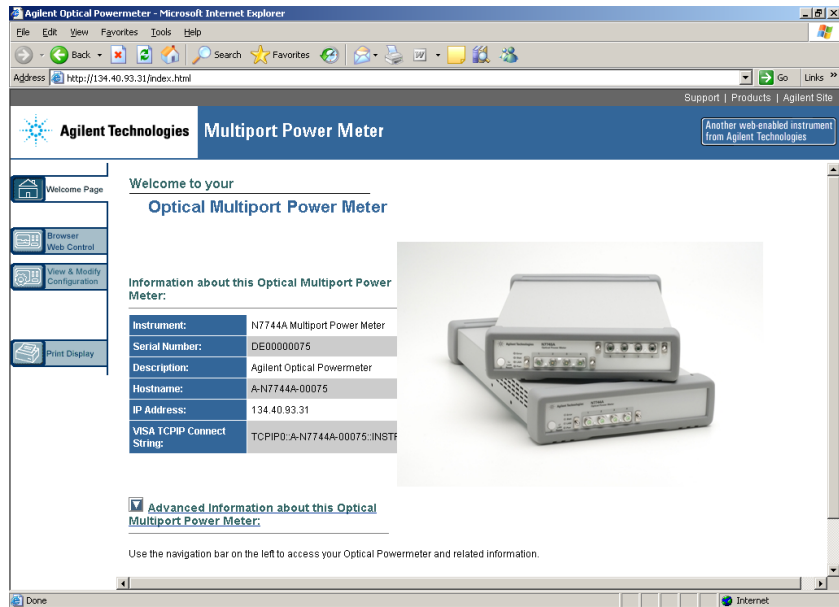 Agilent Optical Powermeter - Microsoft Internet Explorer
File Edit View Favorites Tools Help
Back Search Favorites
Address http://134.40.93.31/index.html Go Links »
Support | Products | Agilent Site
Agilent Technologies Multiport Power Meter
Another web-enabled instrument
from Agilent Technologies
Welcome Page
Browser
Web Control
View & Modify
Configuration
Print Display
Welcome to your
Optical Multiport Power Meter
Information about this Optical Multiport Power
Meter:
Instrument: N7744A Multiport Power Meter
Serial Number: DE00000075
Description: Agilent Optical Powermeter
Hostname: A-N7744A-00075
IP Address: 134.40.93.31
VISA TCPIP Connect
String: TCPIP0::A-N7744A-00075::INSTR
Advanced Information about this Optical
Multiport Power Meter:
Use the navigation bar on the left to access your Optical Powermeter and related information.
Done Internet